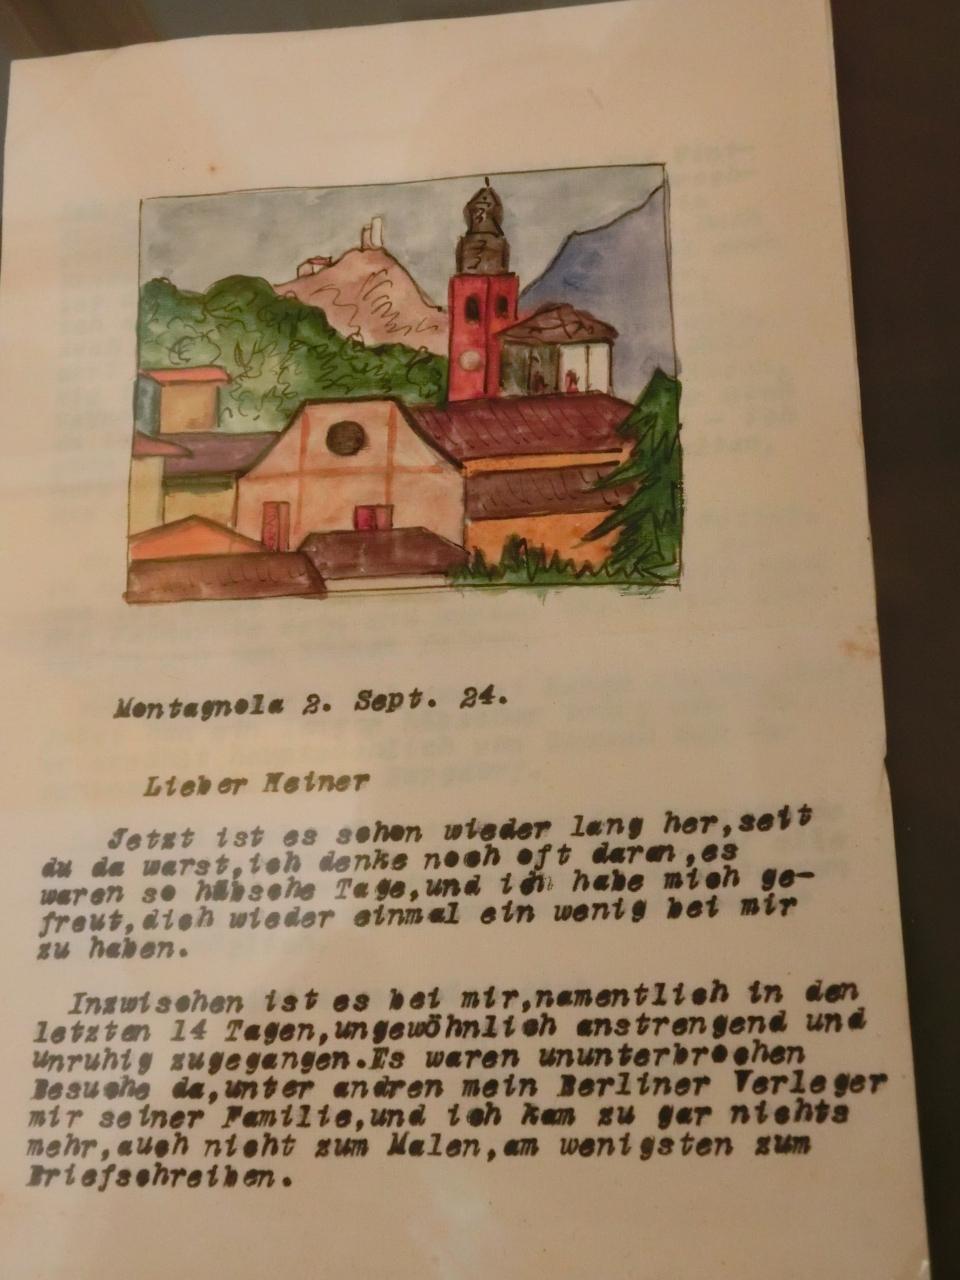 Montagnola 2. Sept. 24.
Lieber Heiner
Jetzt ist es schon wieder lang her,seit
du da warst,ich denke noch oft daran,es
waren so hübsche Tage,und ich habe mich ge-
freut,dich wieder einmal ein wenig bei mir
zu haben.
Inzwischen ist es bei mir,namentlich in den
letzten 14 Tagen,ungewöhnlich anstrengend und
unruhig zugegangen.Es waren ununterbrochen
Besuche da,unter andren mein Berliner Verleger
mir seiner Familie,und ich kam zu gar nichts
mehr,auch nicht zum Malen,am wenigsten zum
Briefschreiben.